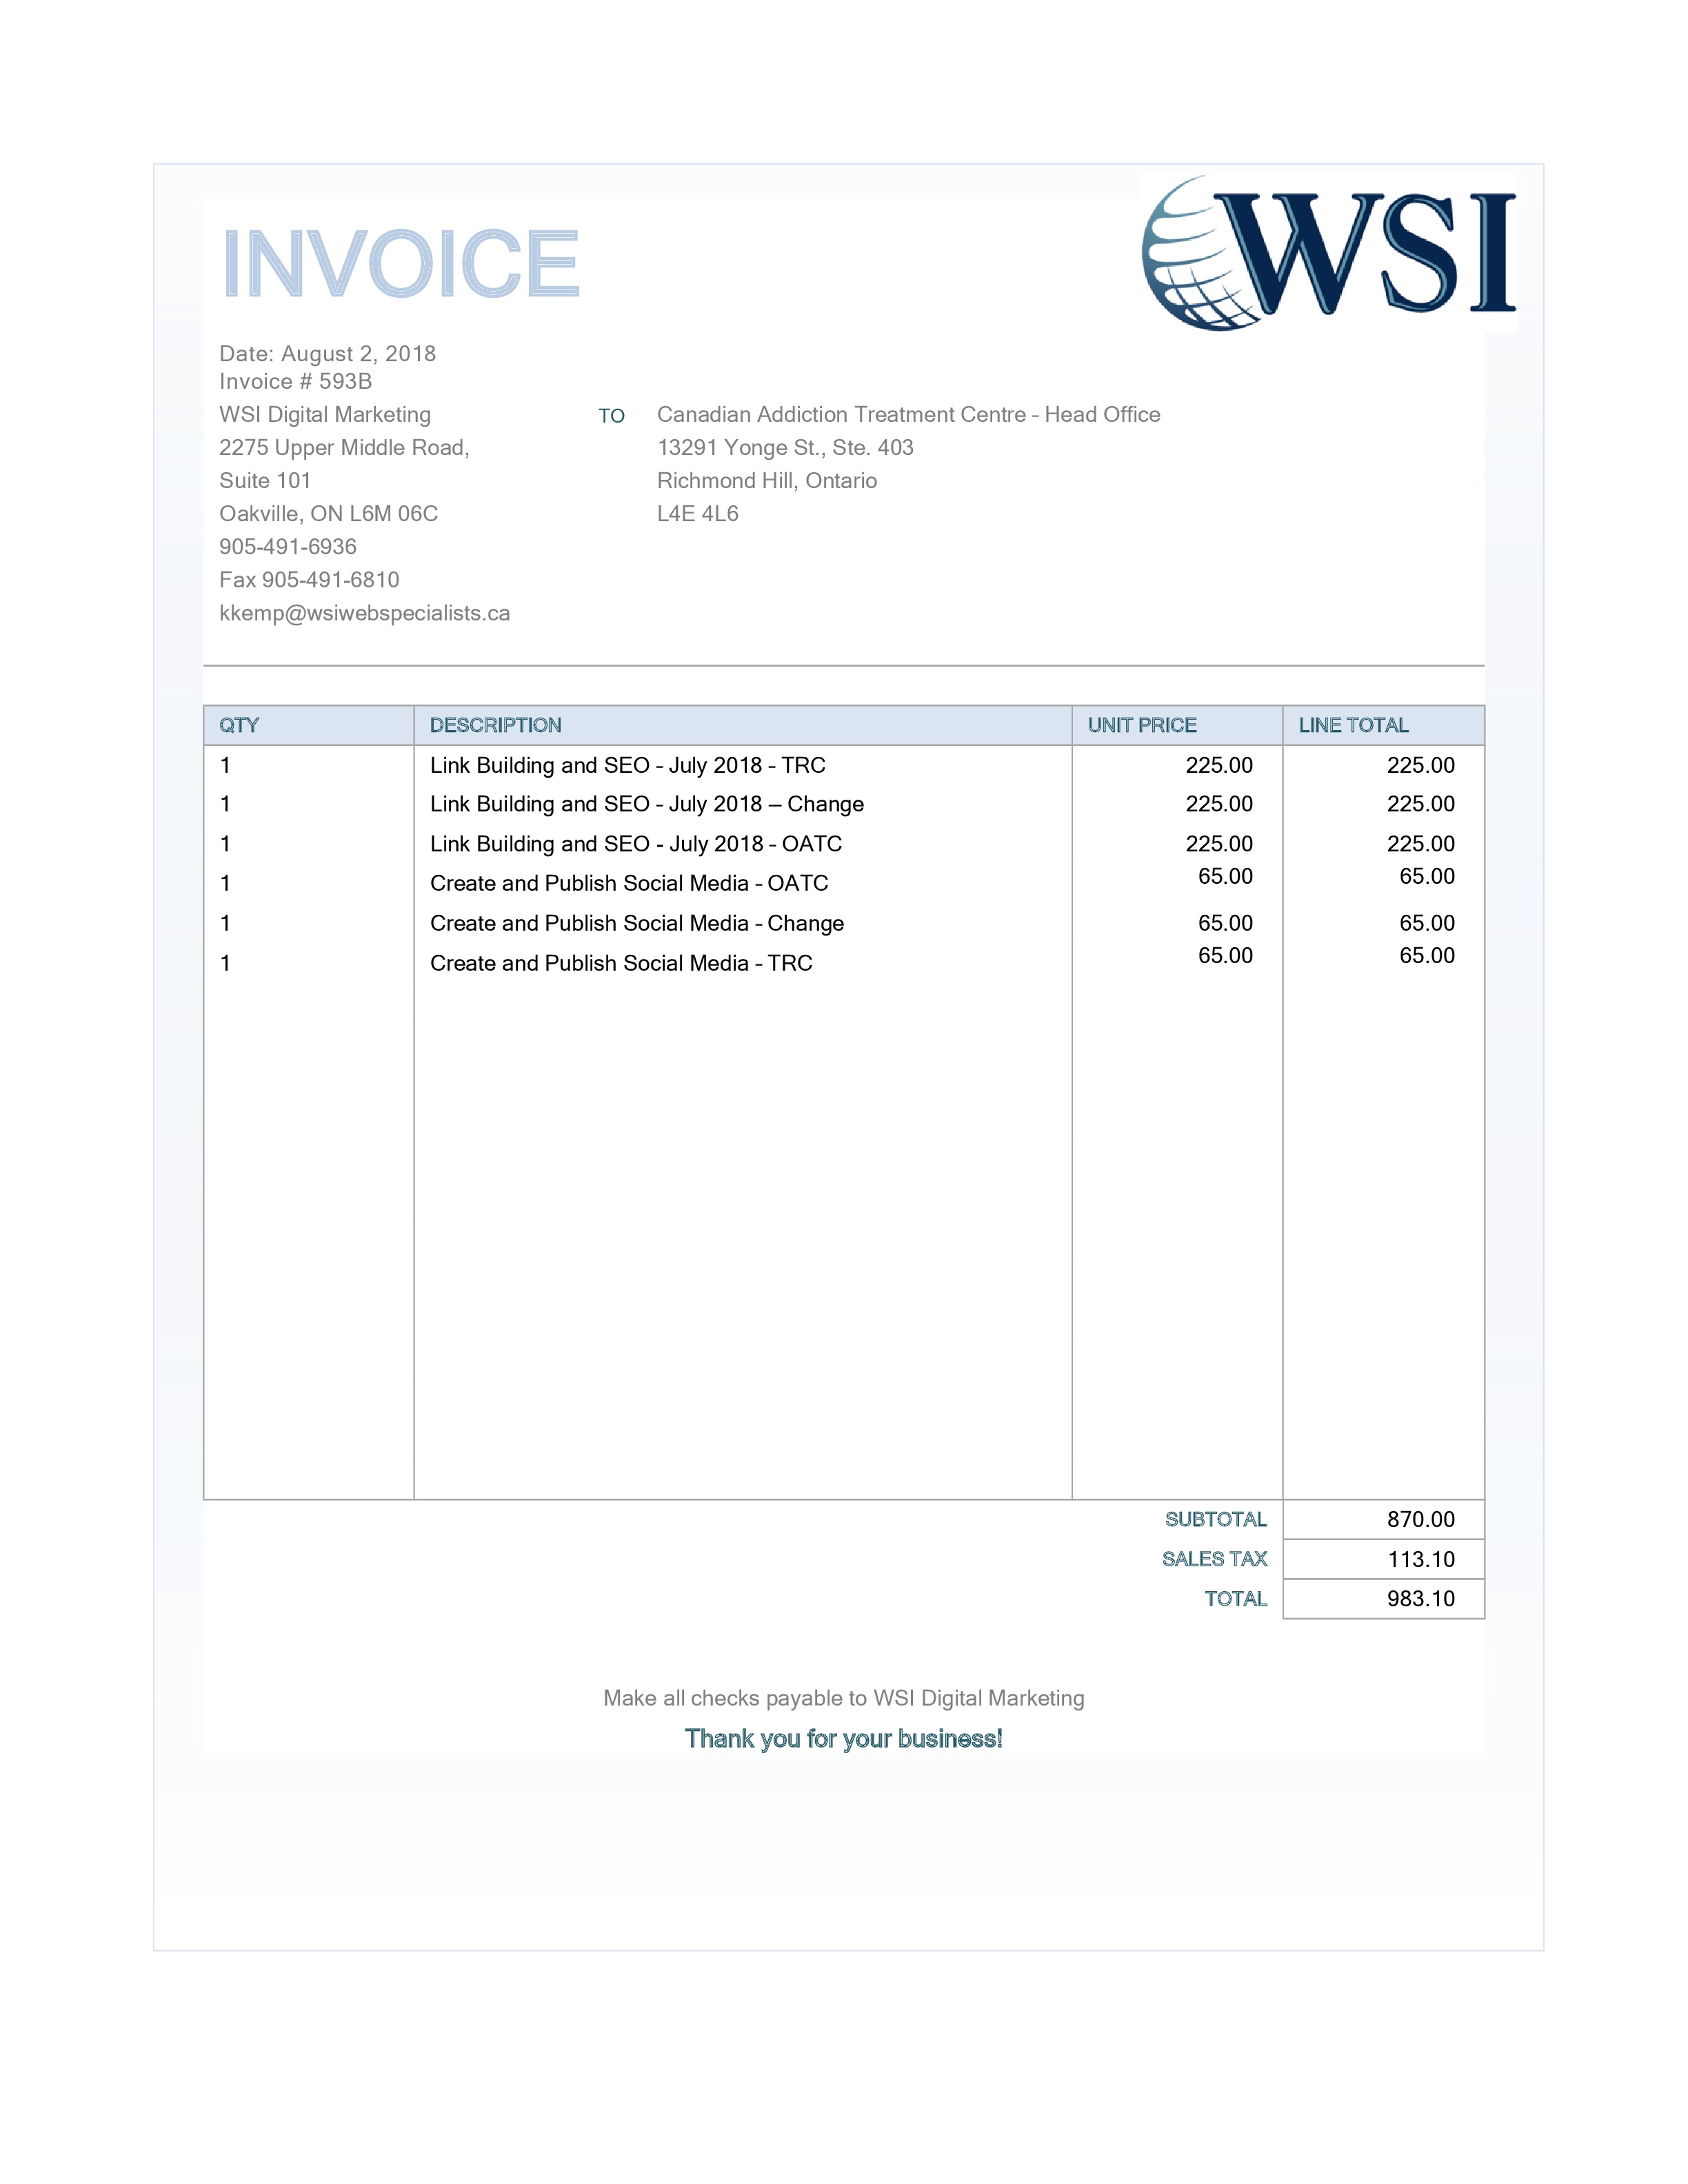 INVOICE
WSI
Date: August 2, 2018
Invoice # 593B
WSI Digital Marketing
2275 Upper Middle Road,
Suite 101
Oakville, ON L6M 06C
905-491-6936
Fax 905-491-6810
kkemp@wsiwebspecialists.ca
TO
Canadian Addiction Treatment Centre - Head Office
13291 Yonge St., Ste. 403
Richmond Hill, Ontario
L4E 4L6
QTY DESCRIPTION UNIT PRICE LINE TOTAL
1 Link Building and SEO - July 2018 - TRC 225.00 225.00
1 Link Building and SEO - July 2018 – Change 225.00 225.00
1 Link Building and SEO - July 2018 - OATC 225.00 225.00
1 Create and Publish Social Media - OATC 65.00 65.00
1 Create and Publish Social Media - Change 65.00 65.00
1 Create and Publish Social Media - TRC 65.00 65.00
SUBTOTAL 870.00
SALES TAX 113.10
TOTAL 983.10
Make all checks payable to WSI Digital Marketing
Thank you for your business!